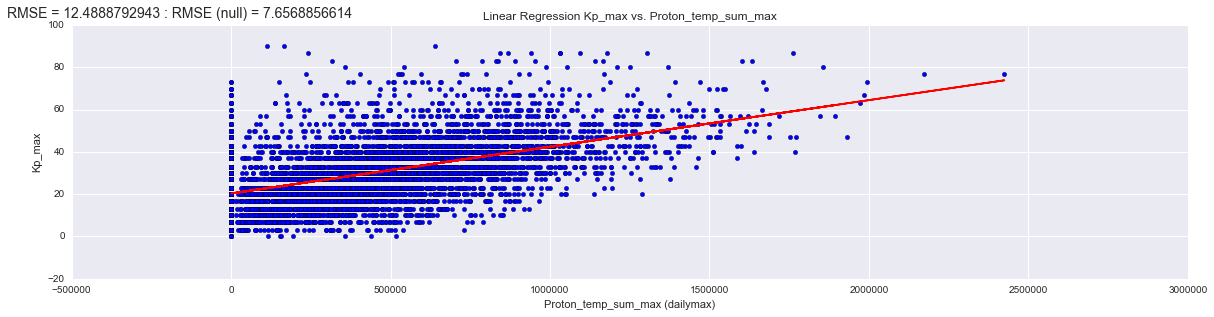 RMSE = 12.4888792943 : RMSE (null) = 7.6568856614
Linear Regression Kp_max vs. Proton_temp_sum_max
100
80
60
40
20
0
−20
Kp_max
−500000 0 500000 1000000 1500000 2000000 2500000 3000000
Proton_temp_sum_max (dailymax)